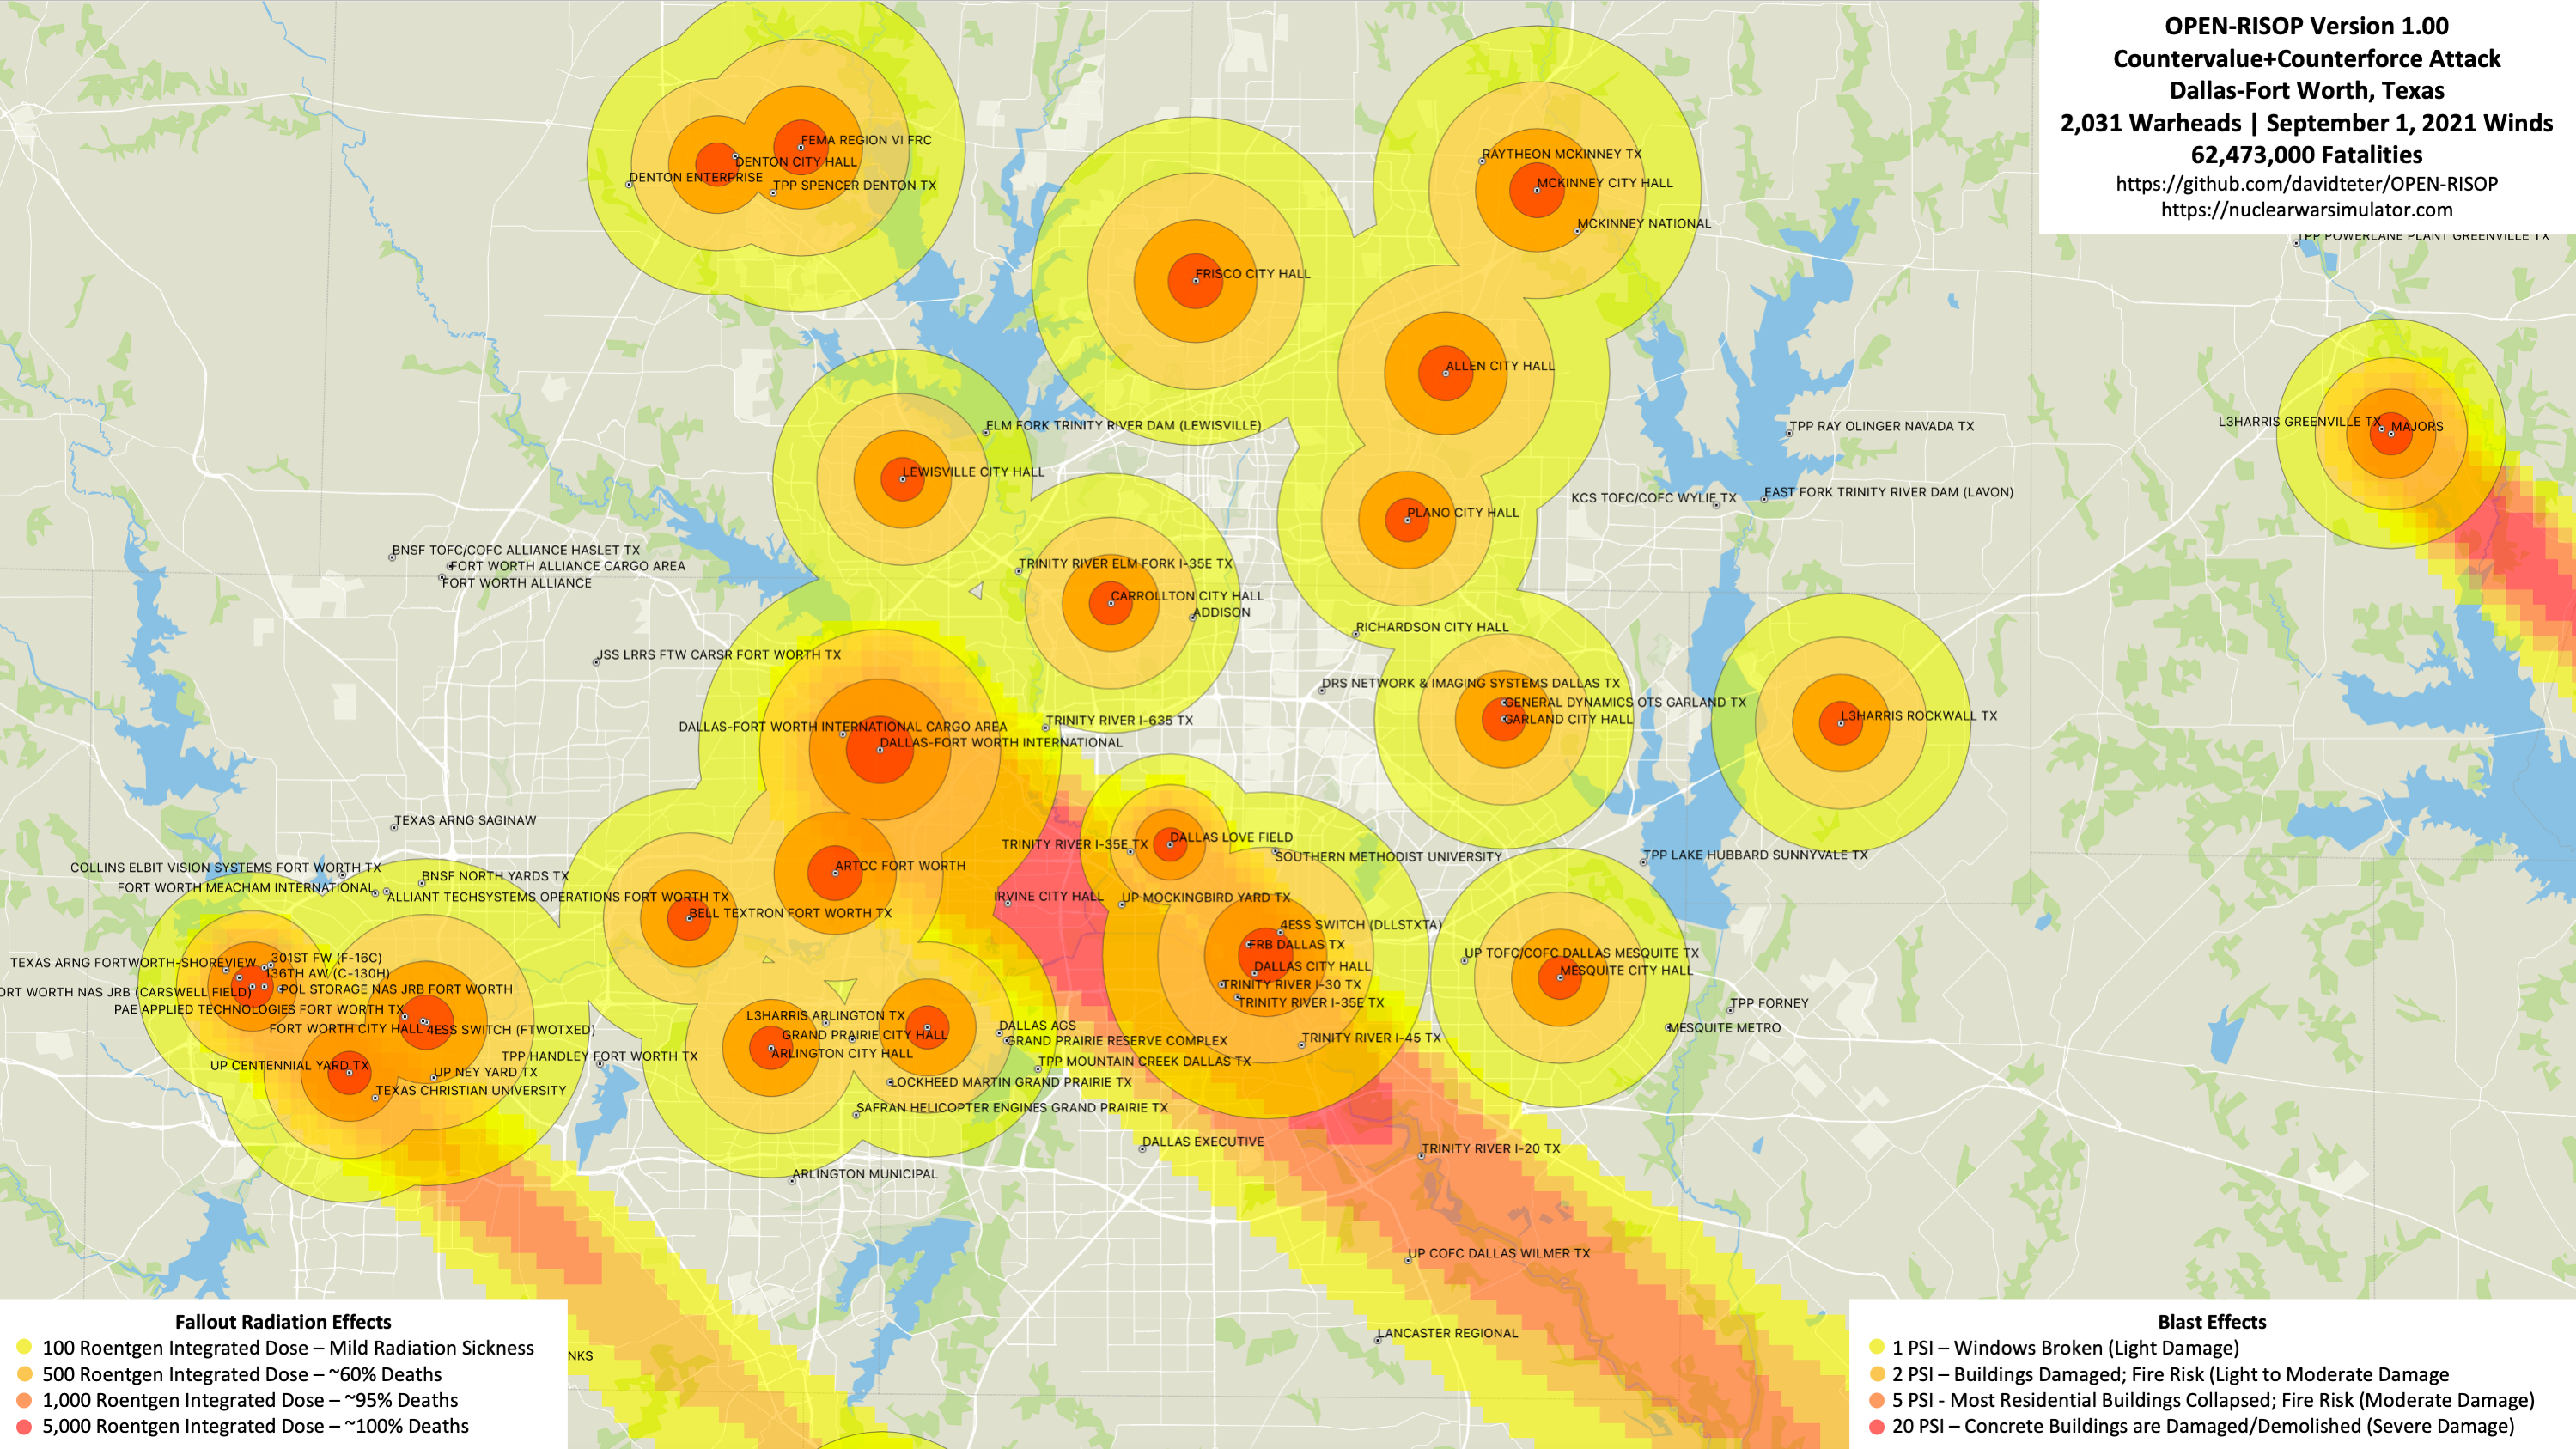 OPEN-RISOP Version 1.00
Countervalue+Counterforce Attack
Dallas-Fort Worth, Texas
2,031 Warheads | September 1, 2021 Winds
62,473,000 Fatalities
https://github.com/davidteter/OPEN-RISOP
https://nuclearwarsimulator.com
FEMA REGION VI FRC
DENTON CITY HALL
DENTON ENTERPRISE
TPP SPENCER DENTON TX
RAYTHEON MCKINNEY TX
MCKINNEY CITY HALL
MCKINNEY NATIONAL
TPP POWERLANE PLANT GREENVILLE TX
FRISCO CITY HALL
ALLEN CITY HALL
L3HARRIS GREENVILLE TX
MAJORS
ELM FORK TRINITY RIVER DAM (LEWISVILLE)
TPP RAY OLINGER NAVADA TX
LEWISVILLE CITY HALL
KCS TOFC/COFC WYLIE TX
EAST FORK TRINITY RIVER DAM (LAVON)
PLANO CITY HALL
BNSF TOFC/COFC ALLIANCE HASLET TX
FORT WORTH ALLIANCE CARGO AREA
FORT WORTH ALLIANCE
TRINITY RIVER ELM FORK I-35E TX
CARROLLTON CITY HALL
ADDISON
RICHARDSON CITY HALL
JSS LRRS FTW CARSR FORT WORTH TX
DRS NETWORK & IMAGING SYSTEMS DALLAS TX
GENERAL DYNAMICS OTS GARLAND TX
GARLAND CITY HALL
L3HARRIS ROCKWALL TX
TRINITY RIVER I-635 TX
DALLAS-FORT WORTH INTERNATIONAL CARGO AREA
DALLAS-FORT WORTH INTERNATIONAL
TEXAS ARNG SAGINAW
DALLAS LOVE FIELD
TRINITY RIVER I-35E TX
SOUTHERN METHODIST UNIVERSITY
TPP LAKE HUBBARD SUNNYVALE TX
COLLINS ELBIT VISION SYSTEMS FORT WORTH TX
ARTCC FORT WORTH
BNSF NORTH YARDS TX
FORT WORTH MEACHAM INTERNATIONAL
ALLIANT TECHSYSTEMS OPERATIONS FORT WORTH TX
IRVINE CITY HALL
UP MOCKINGBIRD YARD TX
BELL TEXTRON FORT WORTH TX
4ESS SWITCH (DLLSTXTA)
FRB DALLAS TX
UP TOFC/COFC DALLAS MESQUITE TX
301ST FW (F-16C)
TEXAS ARNG FORTWORTH-SHOREVIEW
136TH AW (C-130H)
DALLAS CITY HALL
MESQUITE CITY HALL
ORT WORTH NAS JRB (CARSWELL FIELD)
POL STORAGE NAS JRB FORT WORTH
TRINITY RIVER I-30 TX
TRINITY RIVER I-35E TX
TPP FORNEY
PAE APPLIED TECHNOLOGIES FORT WORTH TX
L3HARRIS ARLINGTON TX
FORT WORTH CITY HALL
4ESS SWITCH (FTWOTXED)
GRAND PRAIRIE CITY HALL
DALLAS AGS
MESQUITE METRO
GRAND PRAIRIE RESERVE COMPLEX
TRINITY RIVER I-45 TX
ARLINGTON CITY HALL
TPP HANDLEY FORT WORTH TX
TPP MOUNTAIN CREEK DALLAS TX
UP CENTENNIAL YARD TX
UP NEY YARD TX
LOCKHEED MARTIN GRAND PRAIRIE TX
TEXAS CHRISTIAN UNIVERSITY
SAFRAN HELICOPTER ENGINES GRAND PRAIRIE TX
DALLAS EXECUTIVE
TRINITY RIVER I-20 TX
ARLINGTON MUNICIPAL
UP COFC DALLAS WILMER TX
LANCASTER REGIONAL
NKS
Fallout Radiation Effects
100 Roentgen Integrated Dose – Mild Radiation Sickness
500 Roentgen Integrated Dose – ~60% Deaths
1,000 Roentgen Integrated Dose – ~95% Deaths
5,000 Roentgen Integrated Dose – ~100% Deaths
Blast Effects
1 PSI – Windows Broken (Light Damage)
2 PSI – Buildings Damaged; Fire Risk (Light to Moderate Damage
5 PSI - Most Residential Buildings Collapsed; Fire Risk (Moderate Damage)
20 PSI – Concrete Buildings are Damaged/Demolished (Severe Damage)